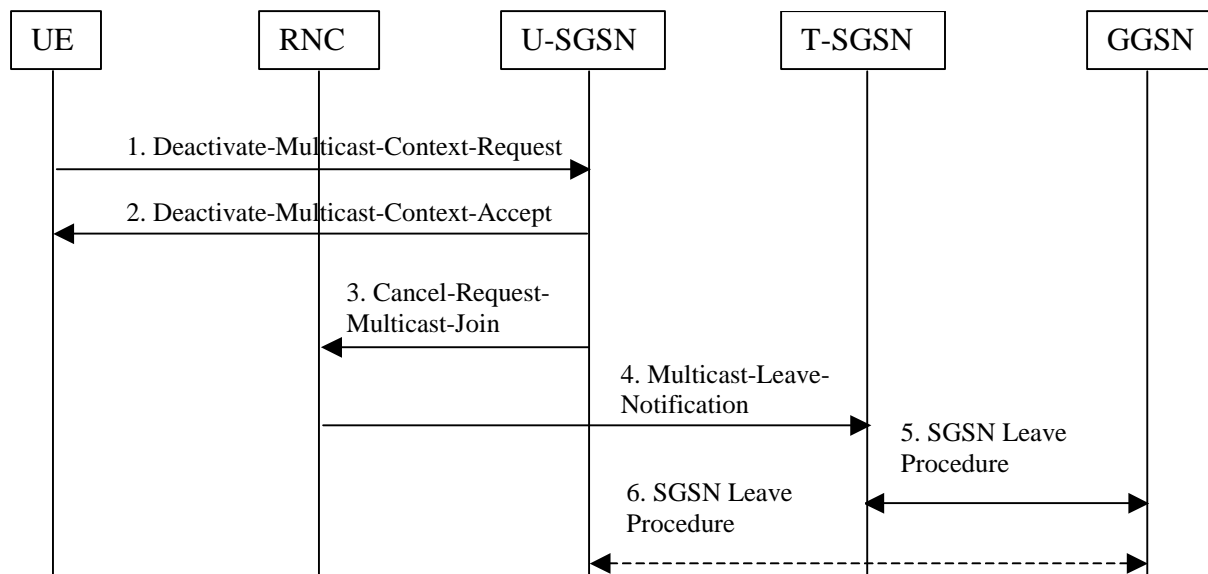 UE
RNC
U-SGSN
T-SGSN
GGSN
1. Deactivate-Multicast-Context-Request
2. Deactivate-Multicast-Context-Accept
3. Cancel-Request-
Multicast-Join
4. Multicast-Leave-
Notification
5. SGSN Leave
Procedure
6. SGSN Leave
Procedure